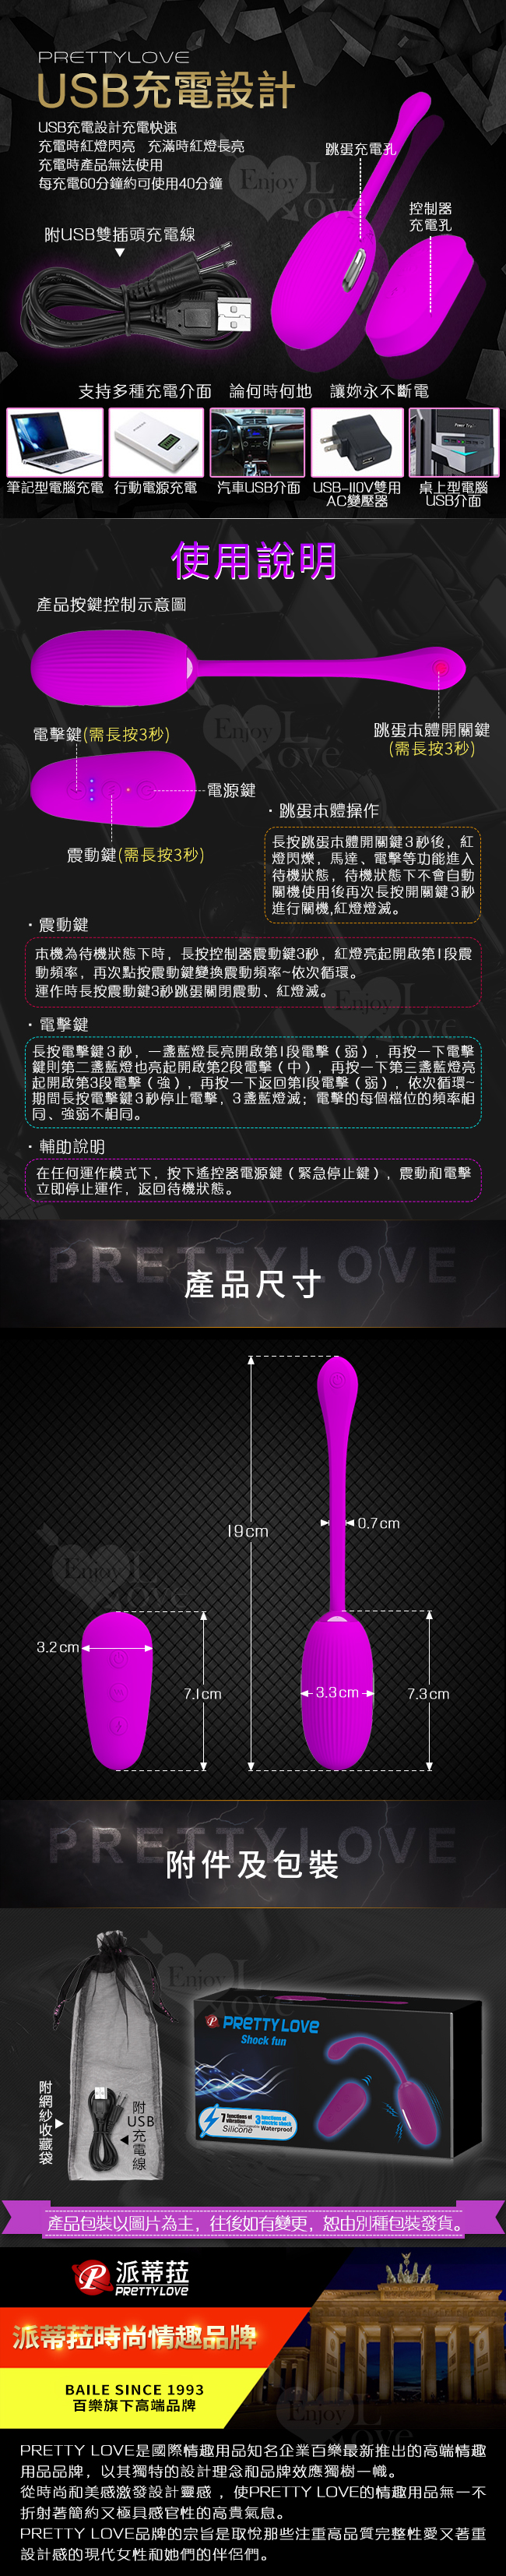 PRETTYLOVE
USB充電設計
USB充電設計充電快速
充電時紅燈閃亮　充滿時紅燈長亮
充電時產品無法使用
每充電60分鐘約可使用40分鐘
跳蛋充電孔
控制器
充電孔
Enjoy Love
附USB雙插頭充電線
支持多種充電介面　論何時何地　讓妳永不斷電
筆記型電腦充電
行動電源充電
汽車USB介面
USB-110V雙用
AC變壓器
桌上型電腦
USB介面
使用說明
產品按鍵控制示意圖
跳蛋本體開關鍵
(需長按3秒)
電擊鍵(需長按3秒)
Enjoy Love
電源鍵
震動鍵(需長按3秒)
・跳蛋本體操作
長按跳蛋本體開關鍵3秒後，紅
燈閃爍，馬達、電擊等功能進入
待機狀態，待機狀態下不會自動
關機使用後再次長按開關鍵3秒
進行關機,紅燈燈滅。
・震動鍵
本機為待機狀態下時，長按控制器震動鍵3秒，紅燈亮起開啟第1段震
動頻率，再次點按震動鍵變換震動頻率~依次循環。
運作時長按震動鍵3秒跳蛋關閉震動、紅燈滅。
Enjoy Love
・電擊鍵
長按電擊鍵3秒，一盞藍燈長亮開啟第1段電擊（弱），再按一下電擊
鍵則第二盞藍燈也亮起開啟第2段電擊（中），再按一下第三盞藍燈亮
起開啟第3段電擊（強），再按一下返回第1段電擊（弱），依次循環~
期間長按電擊鍵3秒停止電擊，3盞藍燈滅；電擊的每個檔位的頻率相
同、強弱不相同。
・輔助說明
在任何運作模式下，按下遙控器電源鍵（緊急停止鍵），震動和電擊
立即停止運作，返回待機狀態。
PRETTYLOVE
產品尺寸
19cm
0.7cm
Enjoy Love
3.2cm
7.1cm
3.3cm
7.3cm
PRETTYLOVE
附件及包裝
Enjoy Love
PRETTY LOVE
Shock fun
7 functions of vibration
3 functions of electric shock
Silicone Waterproof
附網紗收藏袋
附USB充電線
產品包裝以圖片為主，往後如有變更，恕由別種包裝發貨。
派蒂菈
PRETTYLOVE
派蒂菈時尚情趣品牌
BAILE SINCE 1993
百樂旗下高端品牌
Enjoy Love
PRETTY LOVE是國際情趣用品知名企業百樂最新推出的高端情趣
用品品牌，以其獨特的設計理念和品牌效應獨樹一幟。
從時尚和美感激發設計靈感 ，使PRETTY LOVE的情趣用品無一不
折射著簡約又極具感官性的高貴氣息。
PRETTY LOVE品牌的宗旨是取悅那些注重高品質完整性愛又著重
設計感的現代女性和她們的伴侶們。